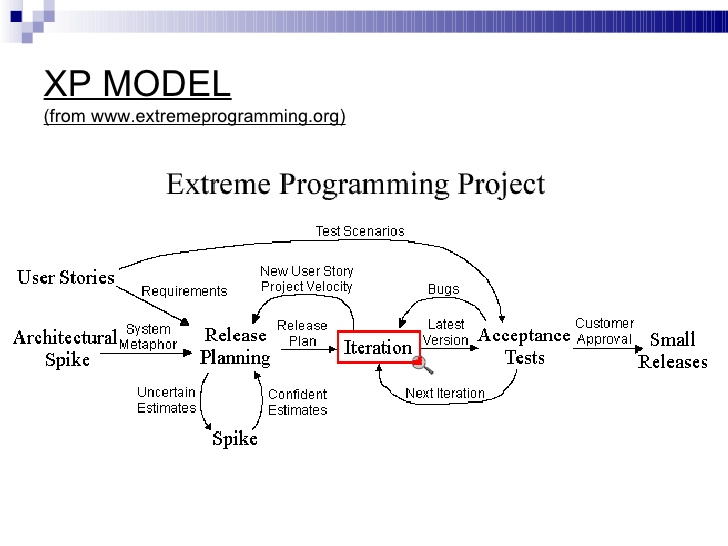 XP MODEL
(from www.extremeprogramming.org)
Extreme Programming Project
Test Scenarios
User Stories
Requirements
New User Story
Project Velocity
Bugs
Architectural
Spike
System
Metaphor
Release
Planning
Release
Plan
Iteration
Latest
Version
Acceptance
Tests
Customer
Approval
Small
Releases
Uncertain
Estimates
Confident
Estimates
Next Iteration
Spike